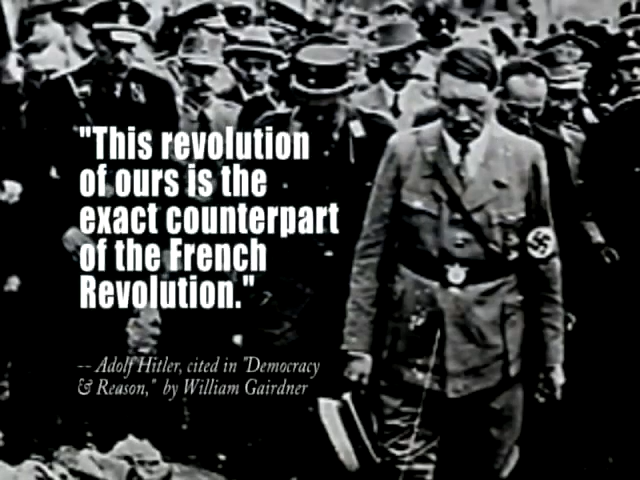 "This revolution
of ours is the
exact counterpart
of the French
Revolution."
-- Adolf Hitler, cited in "Democracy
& Reason," by William Gairdner